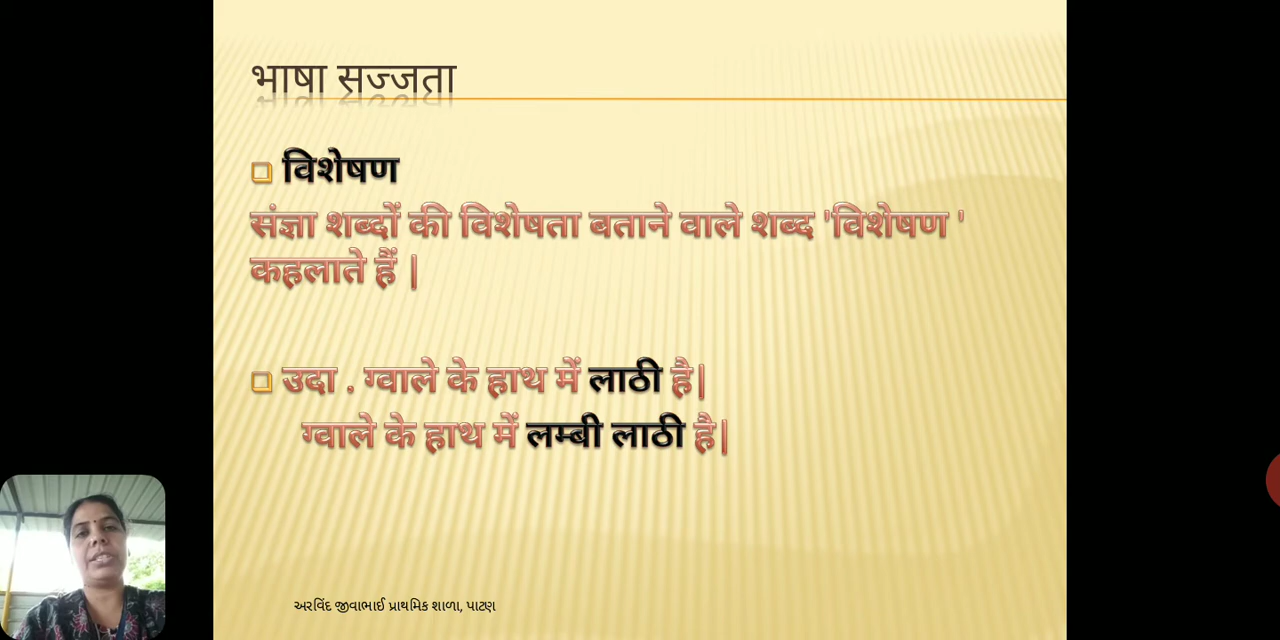 भाषा सज्जता
विशेषण
संज्ञा शब्दों की विशेषता बताने वाले शब्द 'विशेषण '
कहलाते हैं |
उदा . ग्वाले के हाथ में लाठी है|
ग्वाले के हाथ में लम्बी लाठी है|
અરવિંદ જીવાભાઈ પ્રાથમિક શાળા, પાટણ